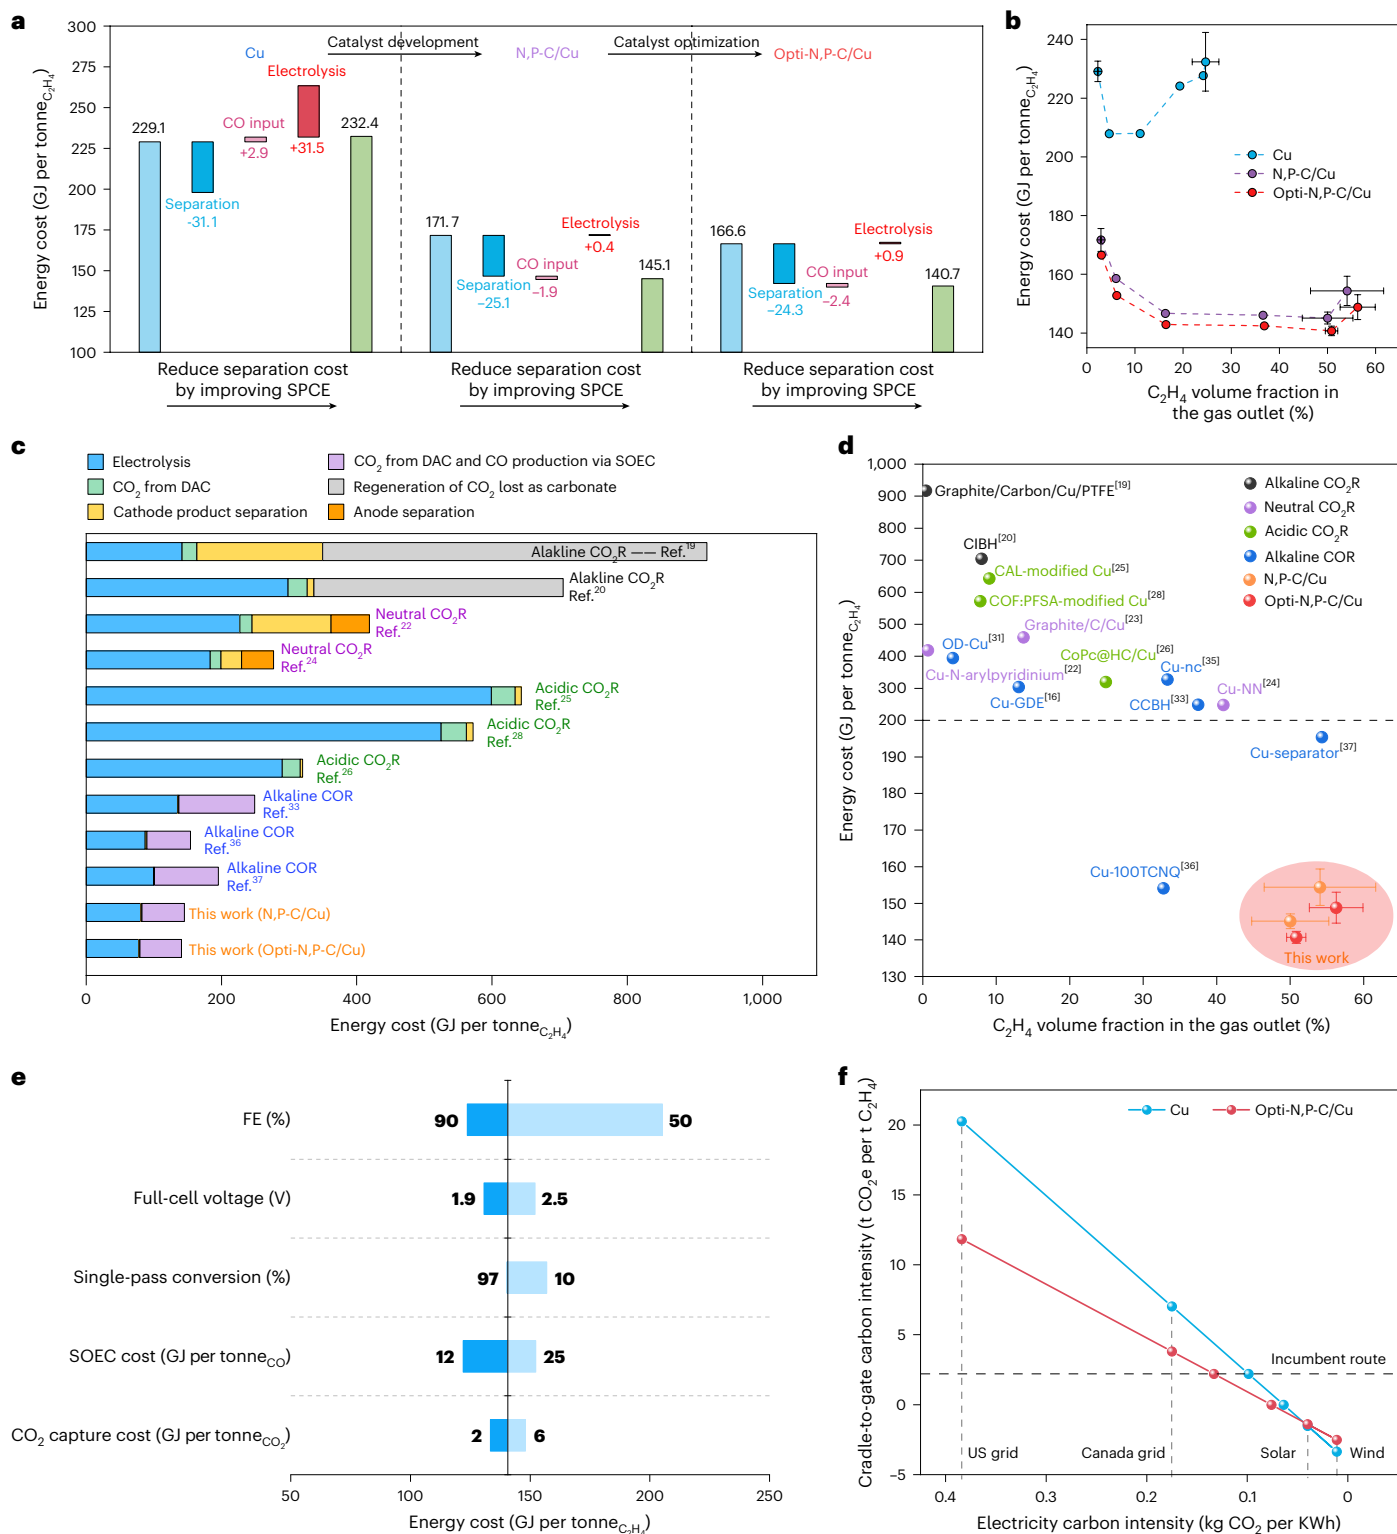 a
300
275
250
225
200
175
150
125
100
Energy cost (GJ per tonne C₂H₄)
Cu
Catalyst development
N,P-C/Cu
Catalyst optimization
Opti-N,P-C/Cu
229.1
Separation
-31.1
CO input
+2.9
Electrolysis
+31.5
232.4
171.7
Separation
−25.1
CO input
−1.9
Electrolysis
+0.4
145.1
166.6
Separation
−24.3
CO input
−2.4
Electrolysis
+0.9
140.7
Reduce separation cost
by improving SPCE
Reduce separation cost
by improving SPCE
Reduce separation cost
by improving SPCE
b
240
220
200
180
160
140
Energy cost (GJ per tonne C₂H₄)
Cu
N,P-C/Cu
Opti-N,P-C/Cu
0 10 20 30 40 50 60
C₂H₄ volume fraction in
the gas outlet (%)
c
Electrolysis
CO₂ from DAC
Cathode product separation
CO₂ from DAC and CO production via SOEC
Regeneration of CO₂ lost as carbonate
Anode separation
Alakline CO₂R —— Ref.¹⁹
Alakline CO₂R
Ref.²⁰
Neutral CO₂R
Ref.²²
Neutral CO₂R
Ref.²⁴
Acidic CO₂R
Ref.²⁵
Acidic CO₂R
Ref.²⁸
Acidic CO₂R
Ref.²⁶
Alkaline COR
Ref.³³
Alkaline COR
Ref.³⁶
Alkaline COR
Ref.³⁷
This work (N,P-C/Cu)
This work (Opti-N,P-C/Cu)
0 200 400 600 800 1,000
Energy cost (GJ per tonne C₂H₄)
d
1,000
900
800
700
600
500
400
300
200
190
180
170
160
150
140
130
Energy cost (GJ per tonne C₂H₄)
Alkaline CO₂R
Neutral CO₂R
Acidic CO₂R
Alkaline COR
N,P-C/Cu
Opti-N,P-C/Cu
Graphite/Carbon/Cu/PTFE[19]
CIBH[20]
CAL-modified Cu[25]
COF:PFSA-modified Cu[28]
Graphite/C/Cu[23]
OD-Cu[31]
CoPc@HC/Cu[26]
Cu-nc[35]
Cu-N-arylpyridinium[22]
Cu-GDE[16]
CCBH[33]
Cu-NN[24]
Cu-separator[37]
Cu-100TCNQ[36]
This work
0 10 20 30 40 50 60
C₂H₄ volume fraction in the gas outlet (%)
e
FE (%)
90
50
Full-cell voltage (V)
1.9
2.5
Single-pass conversion (%)
97
10
SOEC cost (GJ per tonne CO)
12
25
CO₂ capture cost (GJ per tonne CO₂)
2
6
50 100 150 200 250
Energy cost (GJ per tonne C₂H₄)
f
20
15
10
5
0
−5
Cradle-to-gate carbon intensity (t CO₂e per t C₂H₄)
Cu
Opti-N,P-C/Cu
Incumbent route
US grid
Canada grid
Solar
Wind
0.4 0.3 0.2 0.1 0
Electricity carbon intensity (kg CO₂ per KWh)